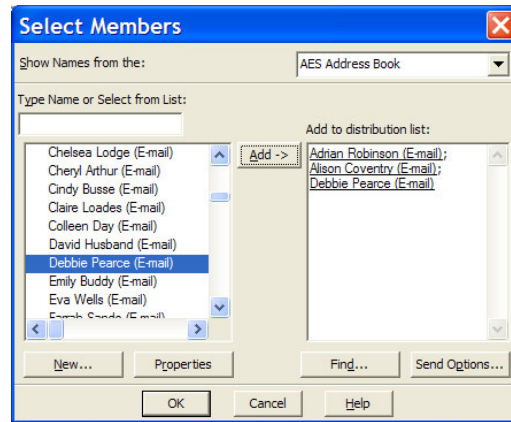 Select Members
Show Names from the:
AES Address Book
Type Name or Select from List:
Add to distribution list:
Chelsea Lodge (E-mail)
Cheryl Arthur (E-mail)
Cindy Busse (E-mail)
Claire Loades (E-mail)
Colleen Day (E-mail)
David Husband (E-mail)
Debbie Pearce (E-mail)
Emily Buddy (E-mail)
Eva Wells (E-mail)
Add ->
Adrian Robinson (E-mail);
Alison Coventry (E-mail);
Debbie Pearce (E-mail)
New... Properties Find... Send Options...
OK Cancel Help